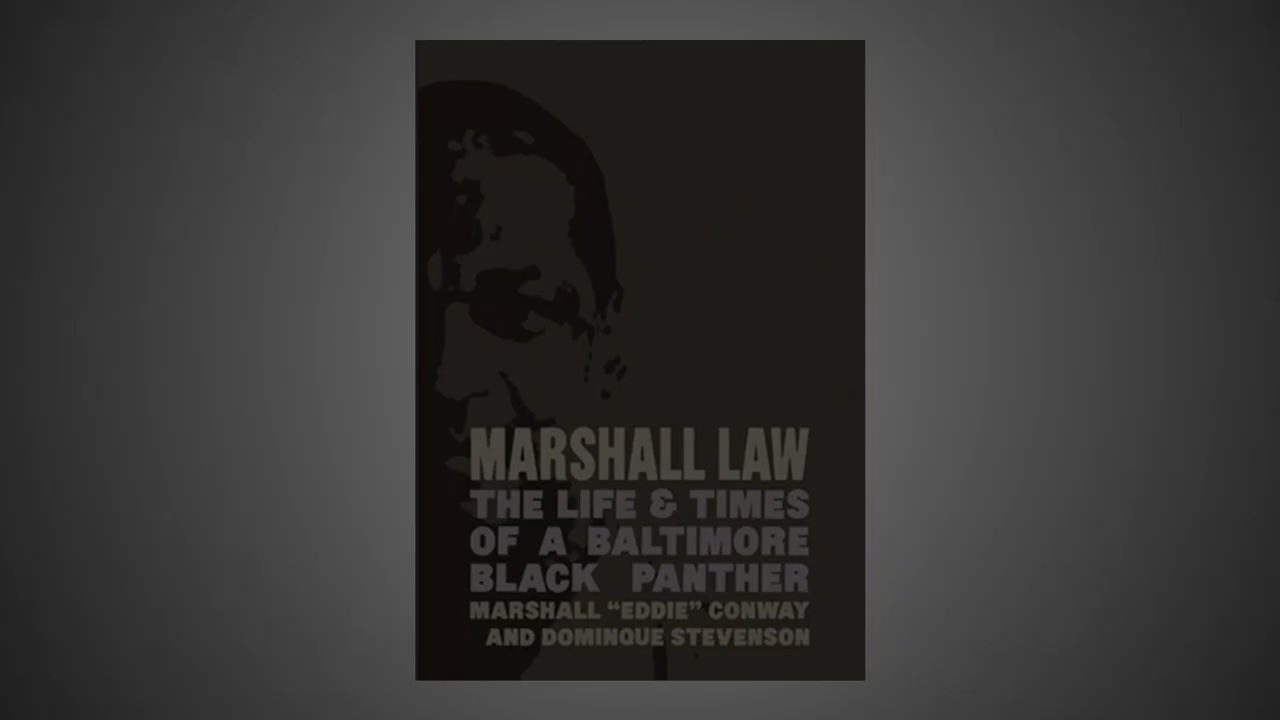 MARSHALL LAW
THE LIFE & TIMES
OF A BALTIMORE
BLACK PANTHER
MARSHALL “EDDIE” CONWAY
AND DOMINQUE STEVENSON